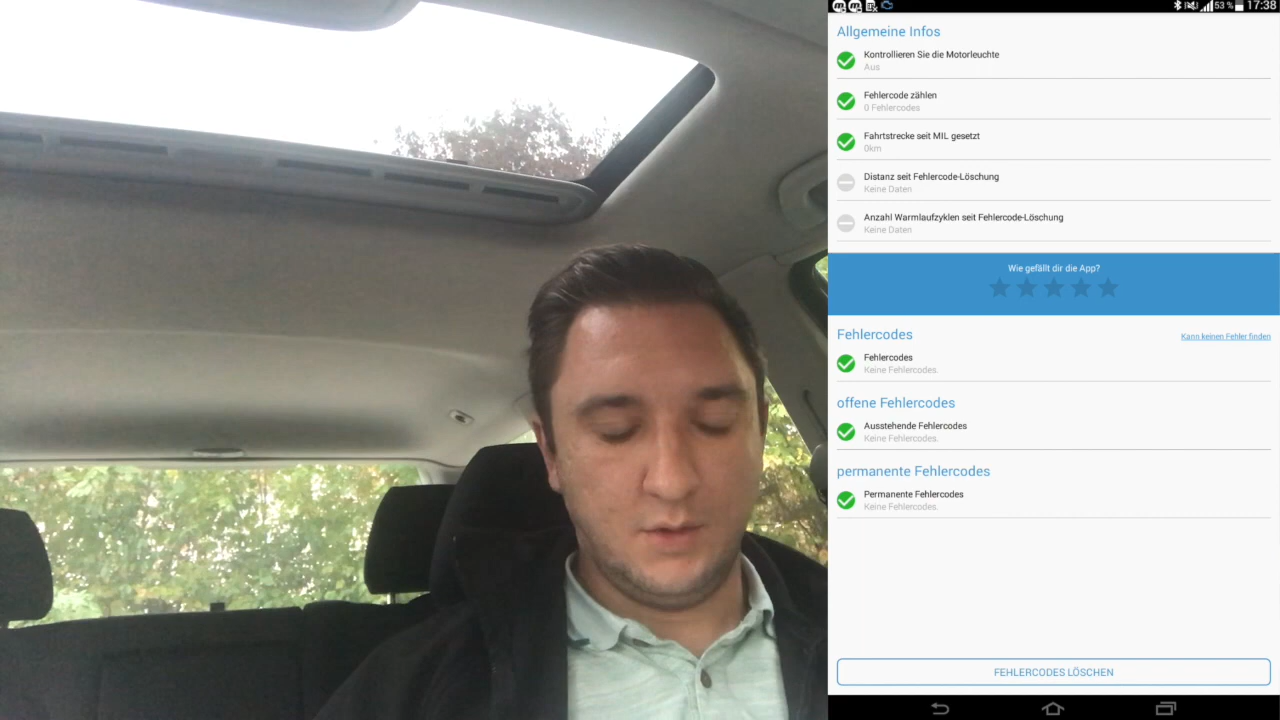 53 % 17:38
Allgemeine Infos
Kontrollieren Sie die Motorleuchte
Aus
Fehlercode zählen
0 Fehlercodes
Fahrtstrecke seit MIL gesetzt
0km
Distanz seit Fehlercode-Löschung
Keine Daten
Anzahl Warmlaufzyklen seit Fehlercode-Löschung
Keine Daten
Wie gefällt dir die App?
Fehlercodes
Kann keinen Fehler finden
Fehlercodes
Keine Fehlercodes.
offene Fehlercodes
Ausstehende Fehlercodes
Keine Fehlercodes.
permanente Fehlercodes
Permanente Fehlercodes
Keine Fehlercodes.
FEHLERCODES LÖSCHEN